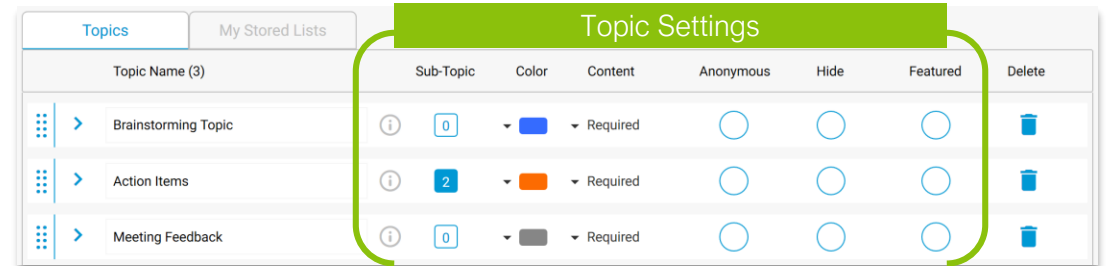 Topic Settings
Topics My Stored Lists
Topic Name (3) Sub-Topic Color Content Anonymous Hide Featured Delete
Brainstorming Topic i 0 Required
Action Items i 2 Required
Meeting Feedback i 0 Required